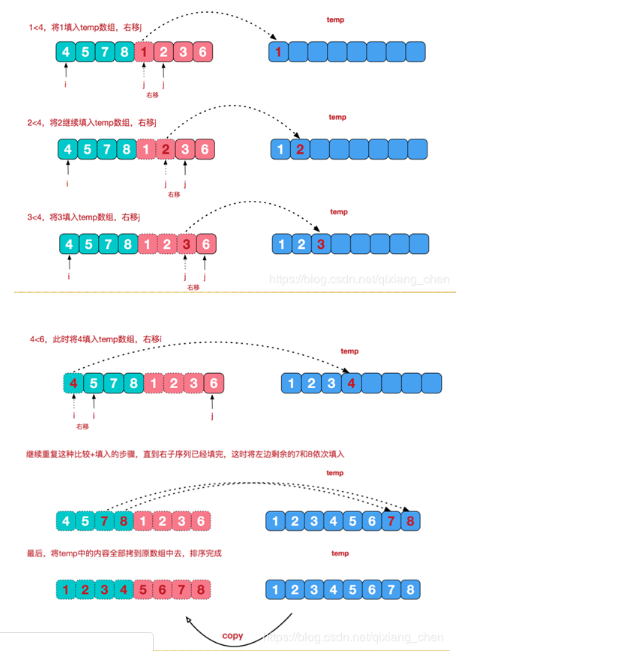 temp
1<4，将1填入temp数组，右移j
4 5 7 8 1 2 3 6
1
i j j
右移
temp
2<4，将2继续填入temp数组，右移j
4 5 7 8 1 2 3 6
1 2
i j j
右移
temp
3<4，将3填入temp数组，右移j
4 5 7 8 1 2 3 6
1 2 3
i j j
右移
https://blog.csdn.net/qixiang_chen
4<6，此时将4填入temp数组，右移i
temp
4 5 7 8 1 2 3 6
1 2 3 4
i i j
右移
继续重复这种比较+填入的步骤，直到右子序列已经填完，这时将左边剩余的7和8依次填入
temp
4 5 7 8 1 2 3 6
1 2 3 4 5 6 7 8
最后，将temp中的内容全部拷到原数组中去，排序完成
temp
1 2 3 4 5 6 7 8
1 2 3 4 5 6 7 8
copy
https://blog.csdn.net/qixiang_chen